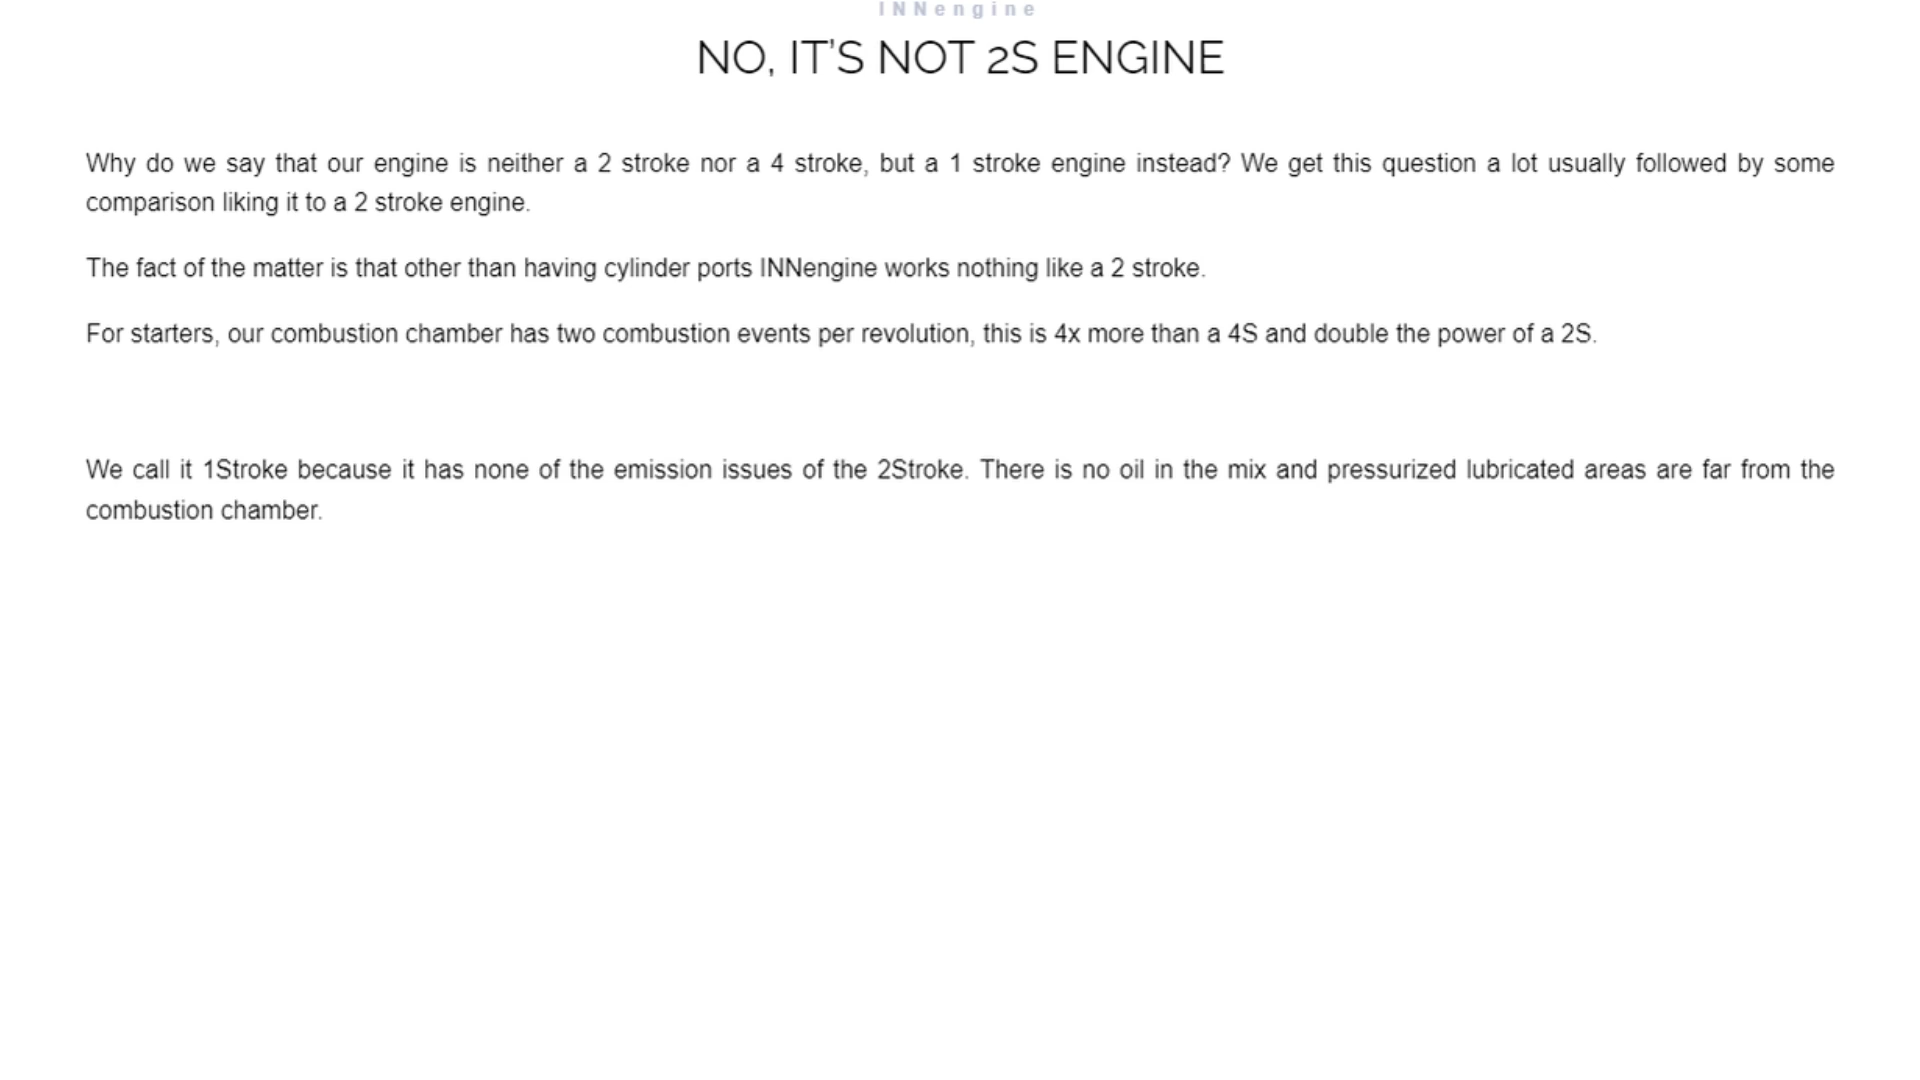 INNengine
NO, IT'S NOT 2S ENGINE
Why do we say that our engine is neither a 2 stroke nor a 4 stroke, but a 1 stroke engine instead? We get this question a lot usually followed by some
comparison liking it to a 2 stroke engine.
The fact of the matter is that other than having cylinder ports INNengine works nothing like a 2 stroke.
For starters, our combustion chamber has two combustion events per revolution, this is 4x more than a 4S and double the power of a 2S.
We call it 1Stroke because it has none of the emission issues of the 2Stroke. There is no oil in the mix and pressurized lubricated areas are far from the
combustion chamber.